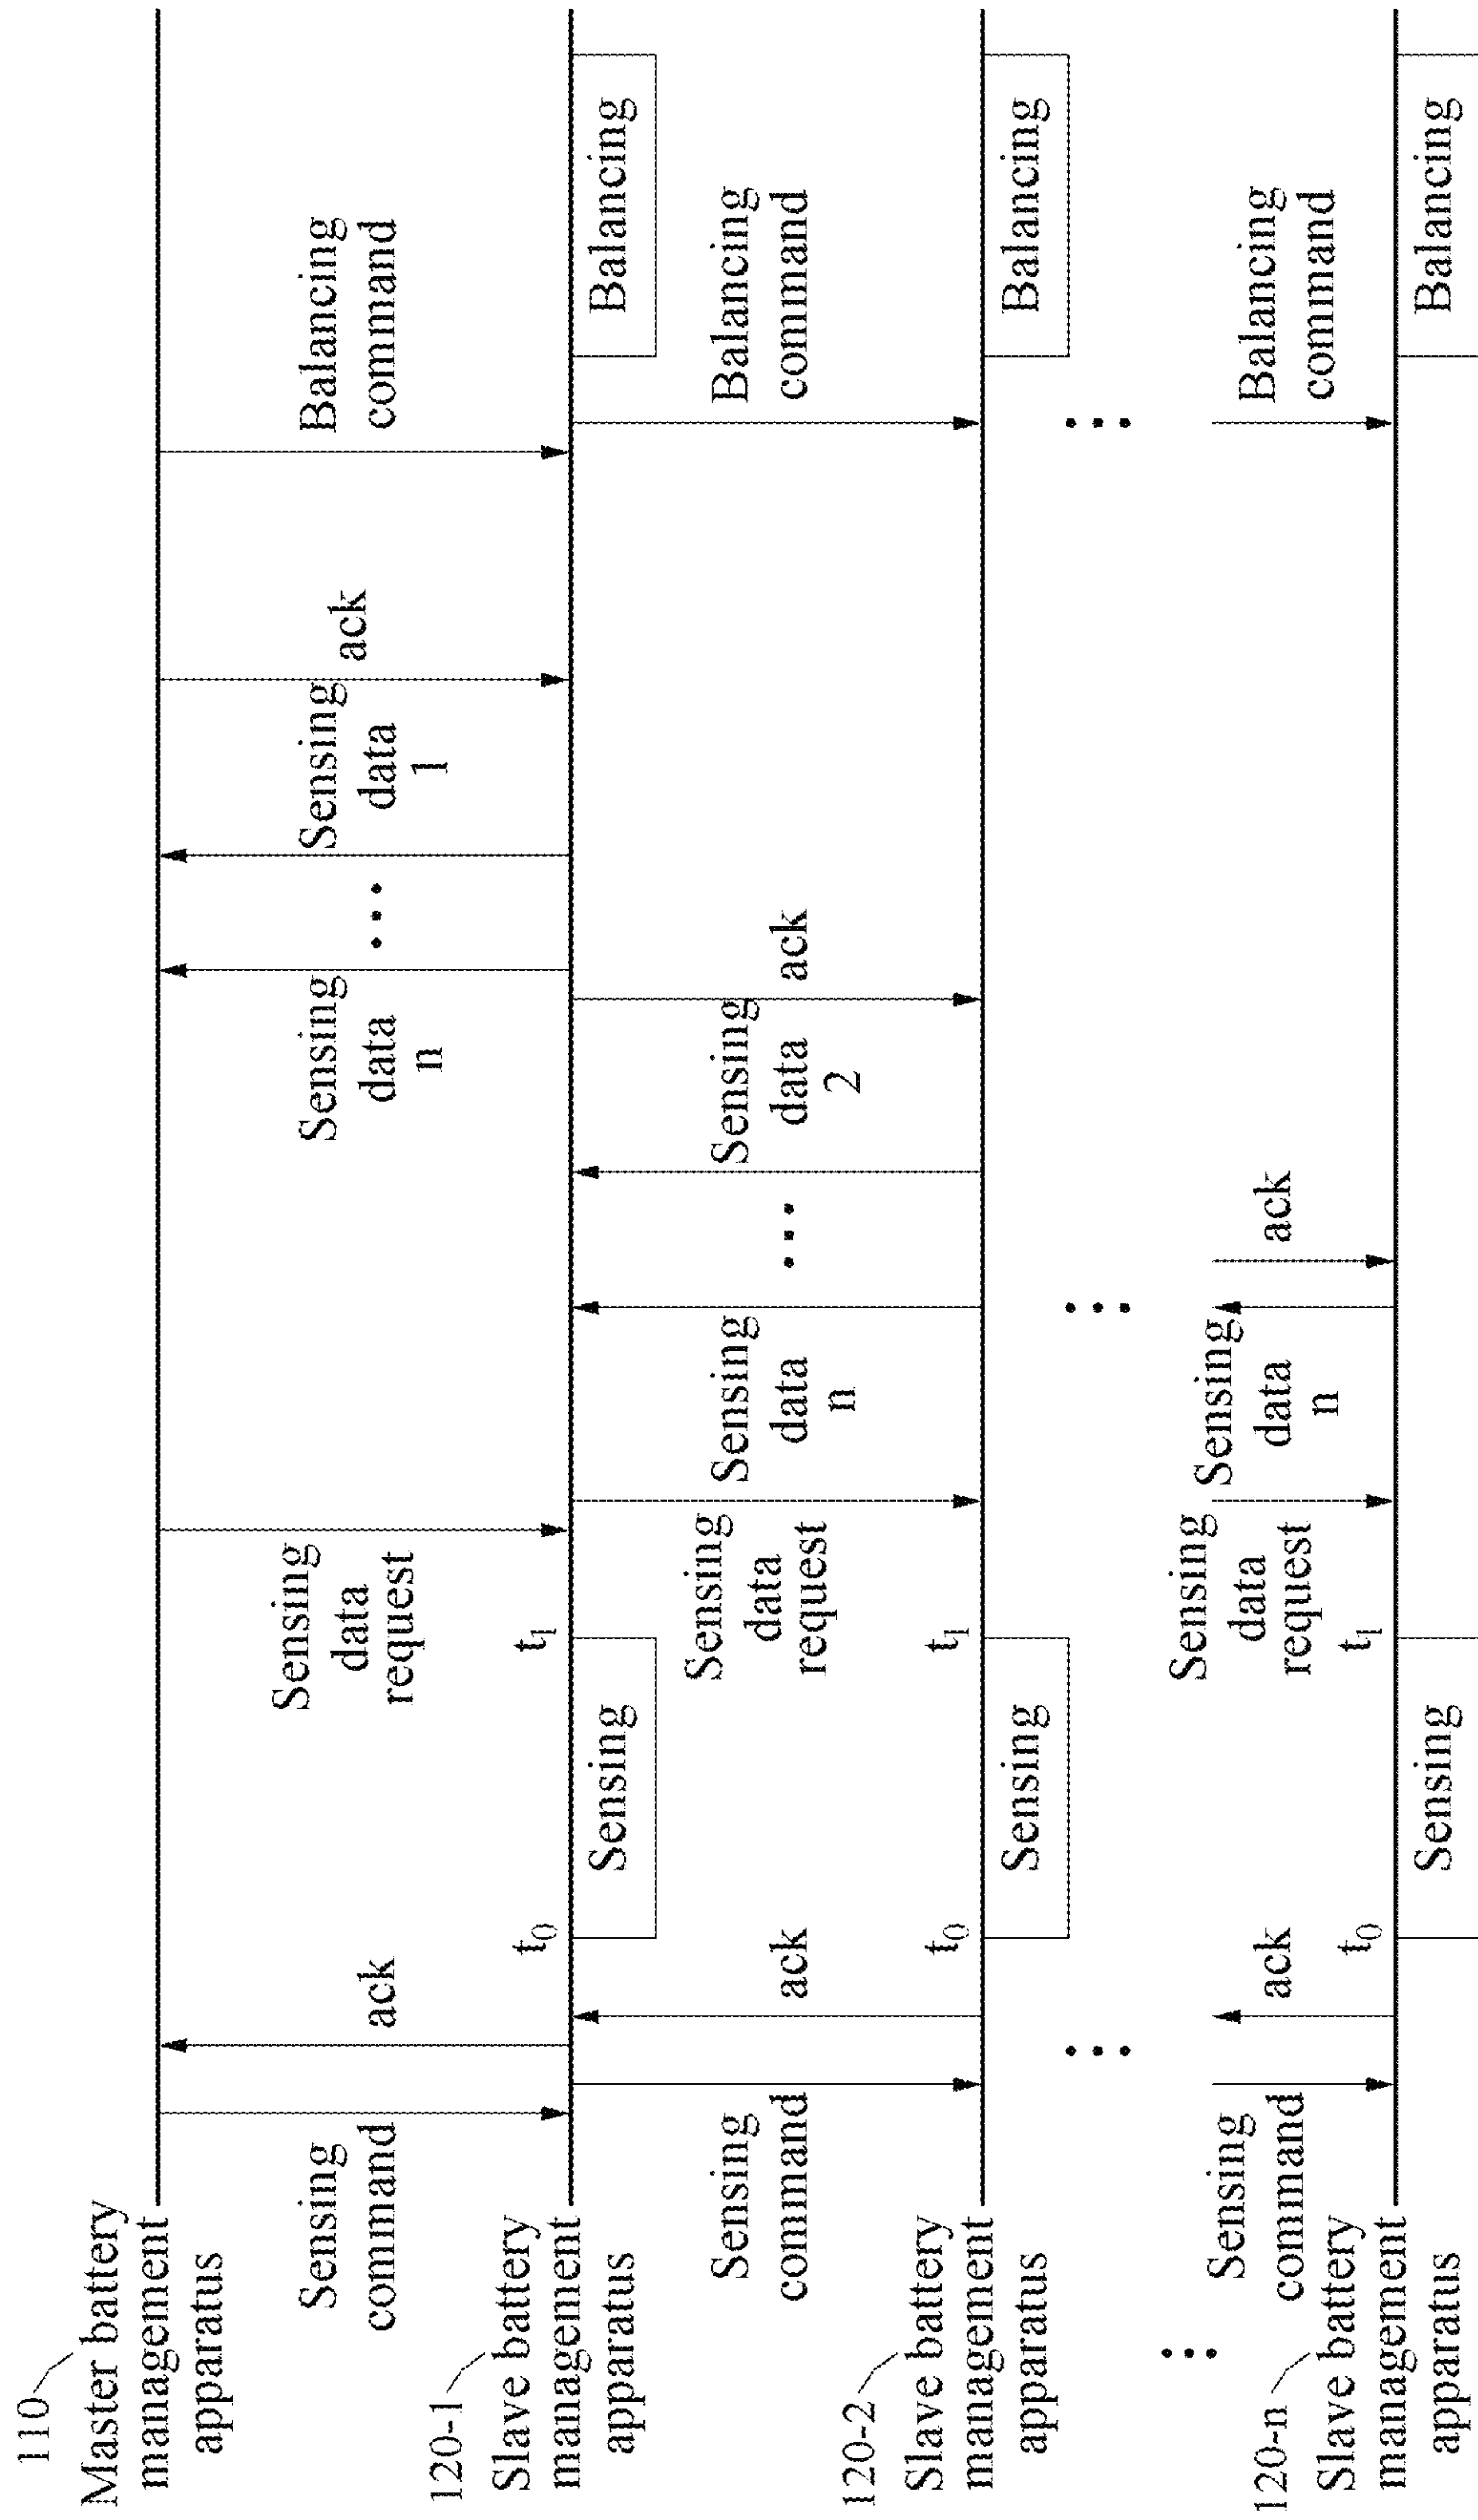 110
Master battery
management
apparatus
Sensing
command
ack
Sensing
data
request
Sensing
data
n
...
Sensing
data
1
ack
Balancing
command
120-1
Slave battery
management
apparatus
t0
Sensing
t1
Balancing
Sensing
command
ack
Sensing
data
request
Sensing
data
n
...
Sensing
data
2
ack
Balancing
command
120-2
Slave battery
management
apparatus
t0
Sensing
t1
Balancing
...
...
...
...
Sensing
command
ack
Sensing
data
request
Sensing
data
n
ack
Balancing
command
120-n
Slave battery
management
apparatus
t0
Sensing
t1
Balancing